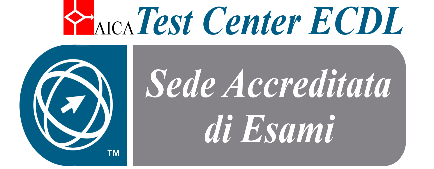 AICA Test Center ECDL
Sede Accreditata
di Esami
TM